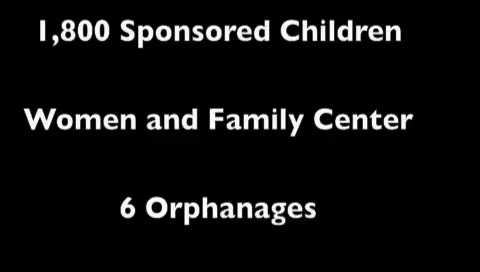 1,800 Sponsored Children
Women and Family Center
6 Orphanages